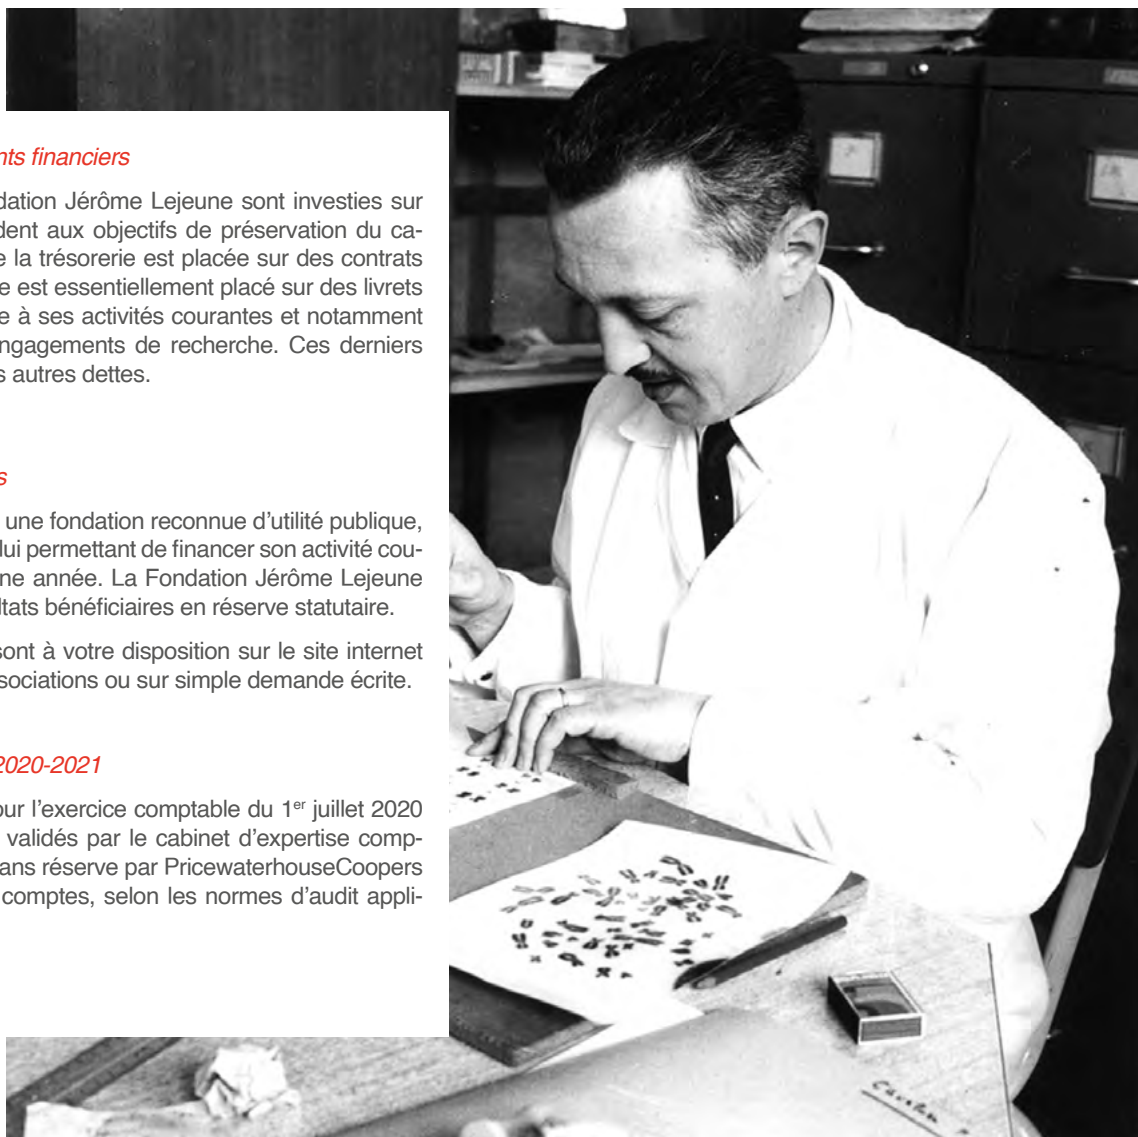 nts financiers
dation Jérôme Lejeune sont investies sur
dent aux objectifs de préservation du ca-
e la trésorerie est placée sur des contrats
e est essentiellement placé sur des livrets
e à ses activités courantes et notamment
ngagements de recherche. Ces derniers
s autres dettes.
s
une fondation reconnue d’utilité publique,
lui permettant de financer son activité cou-
ne année. La Fondation Jérôme Lejeune
ltats bénéficiaires en réserve statutaire.
sont à votre disposition sur le site internet
ssociations ou sur simple demande écrite.
2020-2021
our l’exercice comptable du 1er juillet 2020
validés par le cabinet d’expertise comp-
ans réserve par PricewaterhouseCoopers
comptes, selon les normes d’audit appli-